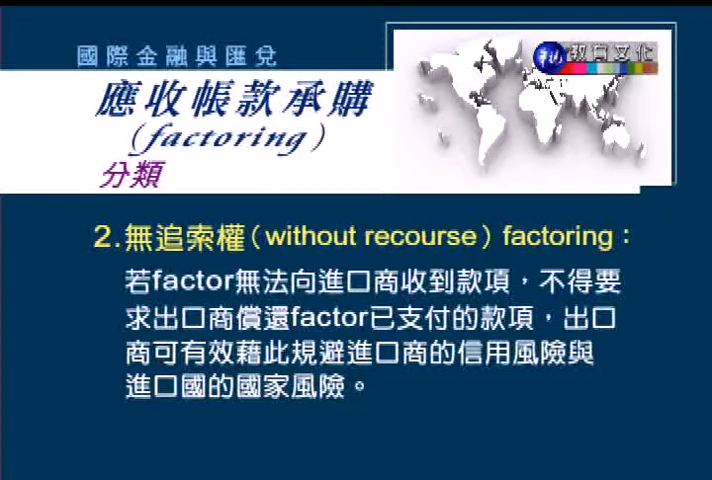 國際金融與匯兌
教育文化
應收帳款承購
(factoring)
分類
2.無追索權(without recourse) factoring：
若factor無法向進口商收到款項，不得要
求出口商償還factor已支付的款項，出口
商可有效藉此規避進口商的信用風險與
進口國的國家風險。